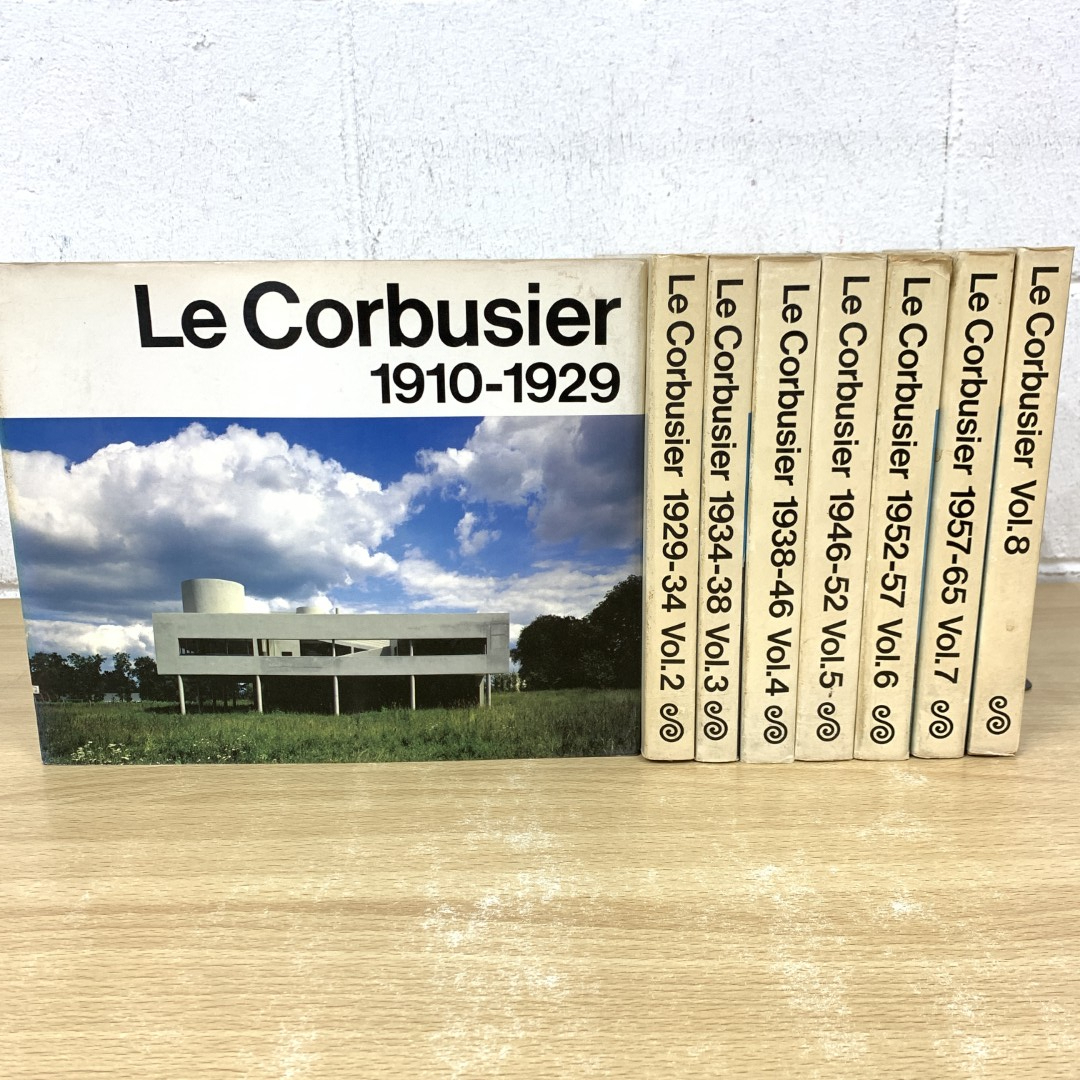 Le Corbusier
1910-1929
Le Corbusier 1929-34 Vol.2
Le Corbusier 1934-38 Vol.3
Le Corbusier 1938-46 Vol.4
Le Corbusier 1946-52 Vol.5
Le Corbusier 1952-57 Vol.6
Le Corbusier 1957-65 Vol.7
Le Corbusier Vol.8